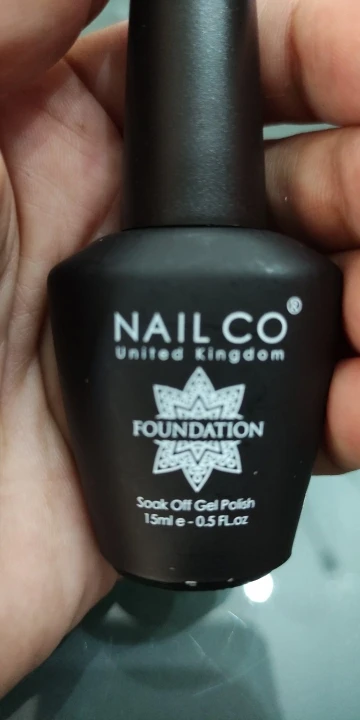 NAIL CO®
United Kingdom
FOUNDATION
Soak Off Gel Polish
15ml e - 0.5 FL.oz